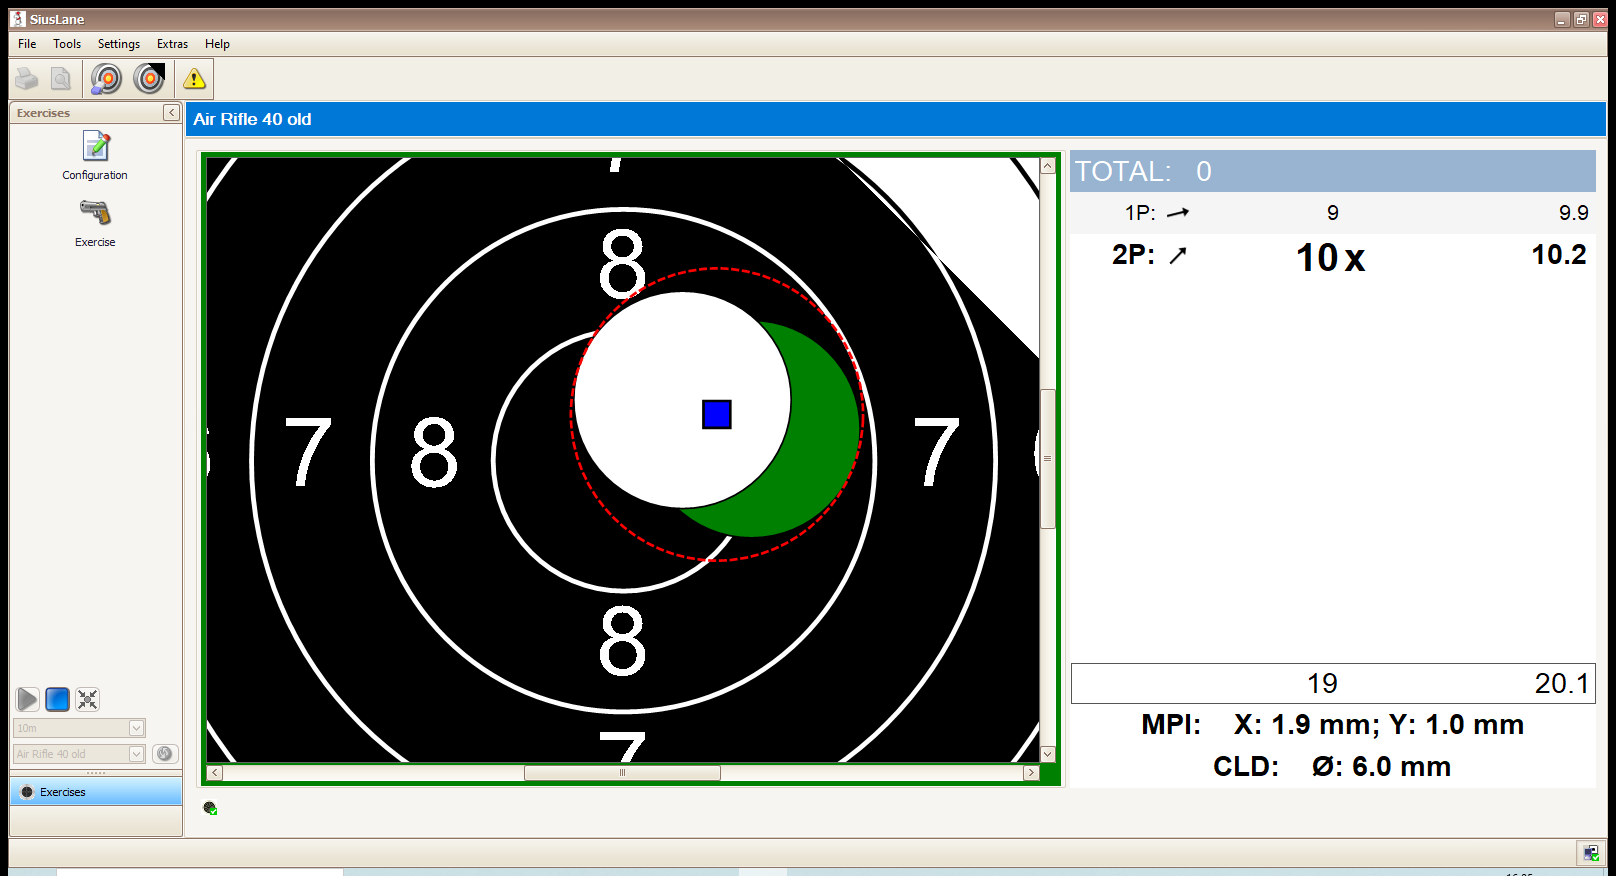 SiusLane
File Tools Settings Extras Help
Exercises
Air Rifle 40 old
Configuration
Exercise
7
8
7 8 7
8
7
TOTAL: 0
1P: 9 9.9
2P: 10 x 10.2
19 20.1
MPI: X: 1.9 mm; Y: 1.0 mm
CLD: Ø: 6.0 mm
10m
Air Rifle 40 old
Exercises